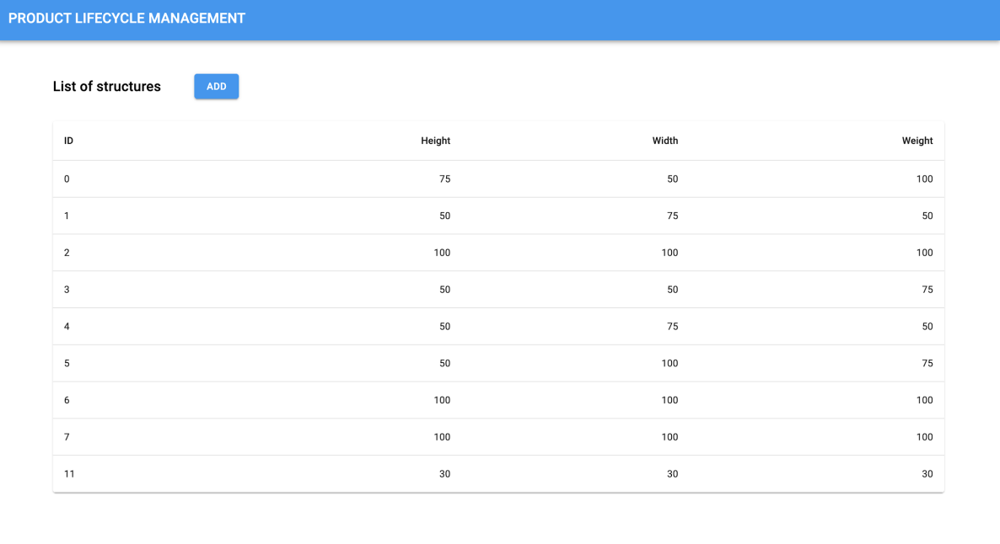 PRODUCT LIFECYCLE MANAGEMENT
List of structures ADD
ID Height Width Weight
0 75 50 100
1 50 75 50
2 100 100 100
3 50 50 75
4 50 75 50
5 50 100 75
6 100 100 100
7 100 100 100
11 30 30 30